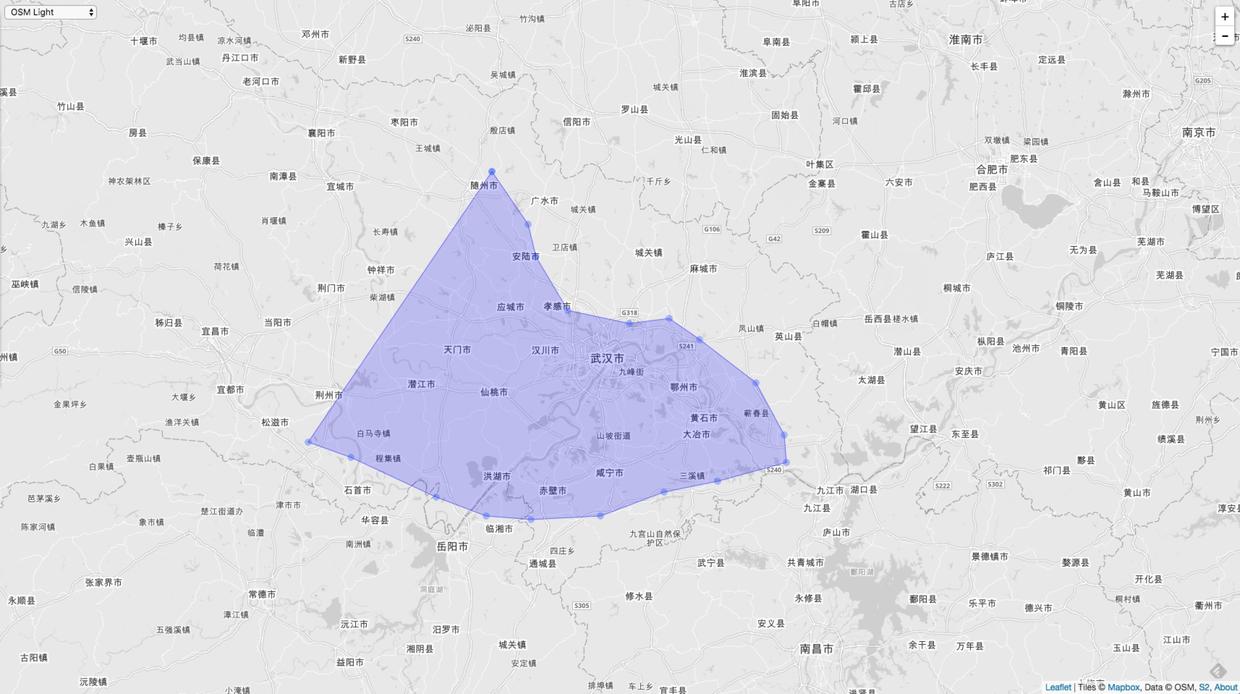 OSM Light
+
−
阜阳市
古店乡
竹沟镇
十堰市
均县镇
凉水河镇
邓州市
S240
泌阳县
阜南县
颍上县
淮南市
武当山镇
丹江口市
新野县
定远县
长丰县
老河口市
吴城镇
淮滨县
G205
溪县
城关镇
霍邱县
滁州市
竹山县
罗山县
固始县
枣阳市
信阳市
河口镇
房县
襄阳市
殷店镇
南京市
光山县
双墩镇
梁园镇
王城镇
仁和镇
保康县
叶集区
肥东县
合肥市
南漳县
神农架林区
宜城市
随州市
千斤乡
金寨县
六安市
肥西县
含山县
和县
马鞍山市
广水市
城关镇
博望区
九湖乡
木鱼镇
榛子乡
肖堰镇
长寿镇
G106
S209
霍山县
兴山县
卫店镇
城关镇
G42
无为县
芜湖市
安陆市
庐江县
荷花镇
钟祥市
麻城市
芜湖县
巫峡镇
信陵镇
荆门市
柴湖镇
桐城市
应城市
孝感市
铜陵市
G318
秭归县
当阳市
宜昌市
凤山镇
白帽镇
岳西县
槎水镇
英山县
枞阳县
G50
天门市
汉川市
S241
池州市
青阳县
宁国市
州镇
武汉市
潜山县
九峰街
安庆市
潜江市
太湖县
宜都市
荆州市
仙桃市
鄂州市
大堰乡
金果坪乡
黄山区
旌德县
渔洋关镇
松滋市
黄石市
蕲春县
荆州乡
白马寺镇
山坡街道
大冶市
望江县
东至县
绩溪县
壶瓶山镇
程集镇
黟县
白果镇
洪湖市
咸宁市
三溪镇
S240
祁门县
石首市
赤壁市
九江市
湖口县
S222
S302
黄山市
芭茅溪乡
津市市
楚江街道办
九江县
淳安
象市镇
华容县
陈家河镇
临澧
临湘市
九宫山自然保
护区
庐山市
南洲镇
岳阳市
四庄乡
通城县
武宁县
共青城市
景德镇市
婺源县
鄱阳湖
张家界市
洞庭湖
开化县
常德市
修水县
永修县
鄱阳县
永顺县
乐平市
桐村镇
S305
德兴市
衢州市
漳江镇
沅江市
汨罗市
安义县
五强溪镇
江山市
城关镇
余干县
万年县
湘阴县
南昌市
玉山县
古阳镇
益阳市
安定镇
沅陵镇
小淹镇
排埠镇
车上乡
宜丰县
进贤县
Leaflet | Tiles © Mapbox, Data © OSM, S2, About